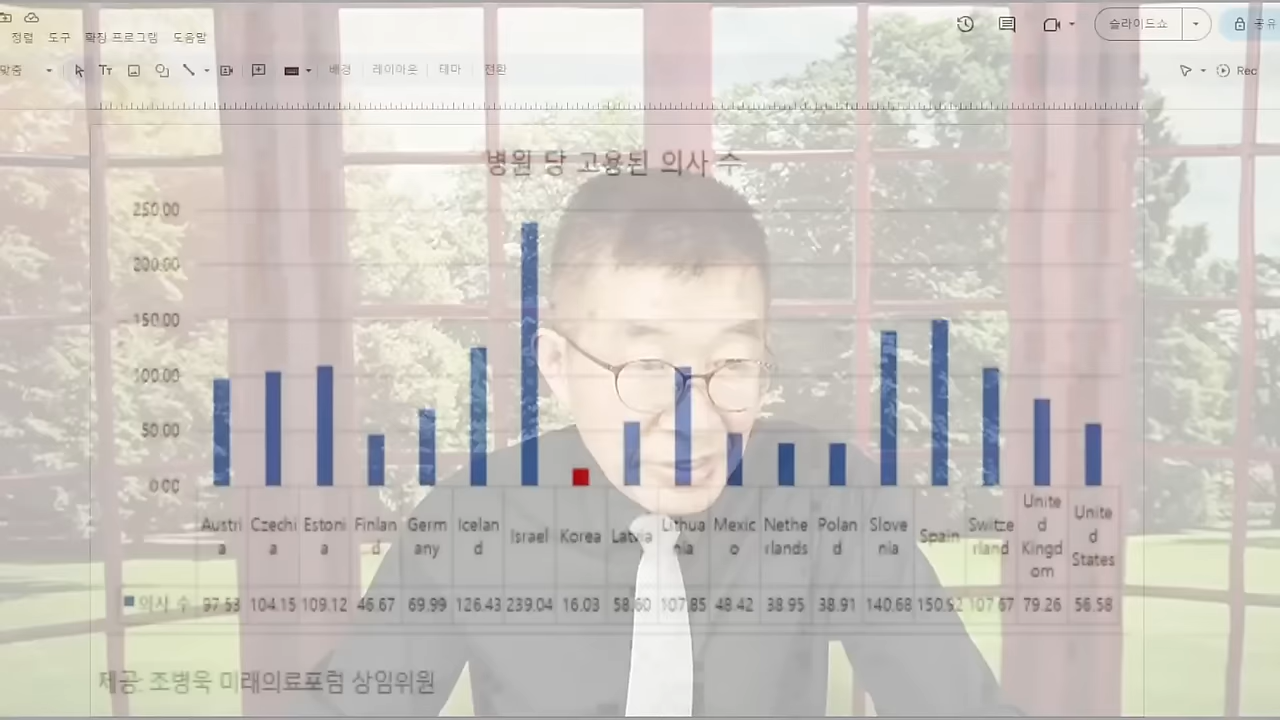 정렬 도구 확장 프로그램 도움말
슬라이드쇼
공유
맞춤
배경 레이아웃 테마 전환
Rec
병원 당 고용된 의사 수
250.00
200.00
150.00
100.00
50.00
0.00
Austria Czechia Estonia Finland Germany Iceland Israel Korea Latvia Lithuania Mexico Netherlands Poland Slovenia Spain Switzerland United Kingdom United States
의사 수 97.53 104.15 109.12 46.67 69.99 126.43 239.04 16.03 58.60 107.85 48.42 38.95 38.91 140.68 150.92 107.67 79.26 56.58
제공: 조병욱 미래의료포럼 상임위원